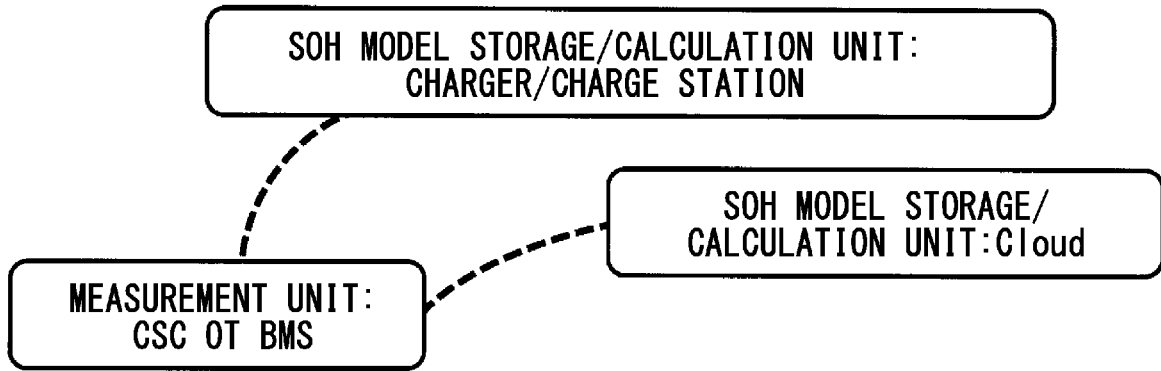 SOH MODEL STORAGE/CALCULATION UNIT:
CHARGER/CHARGE STATION
SOH MODEL STORAGE/
CALCULATION UNIT:Cloud
MEASUREMENT UNIT:
CSC OT BMS